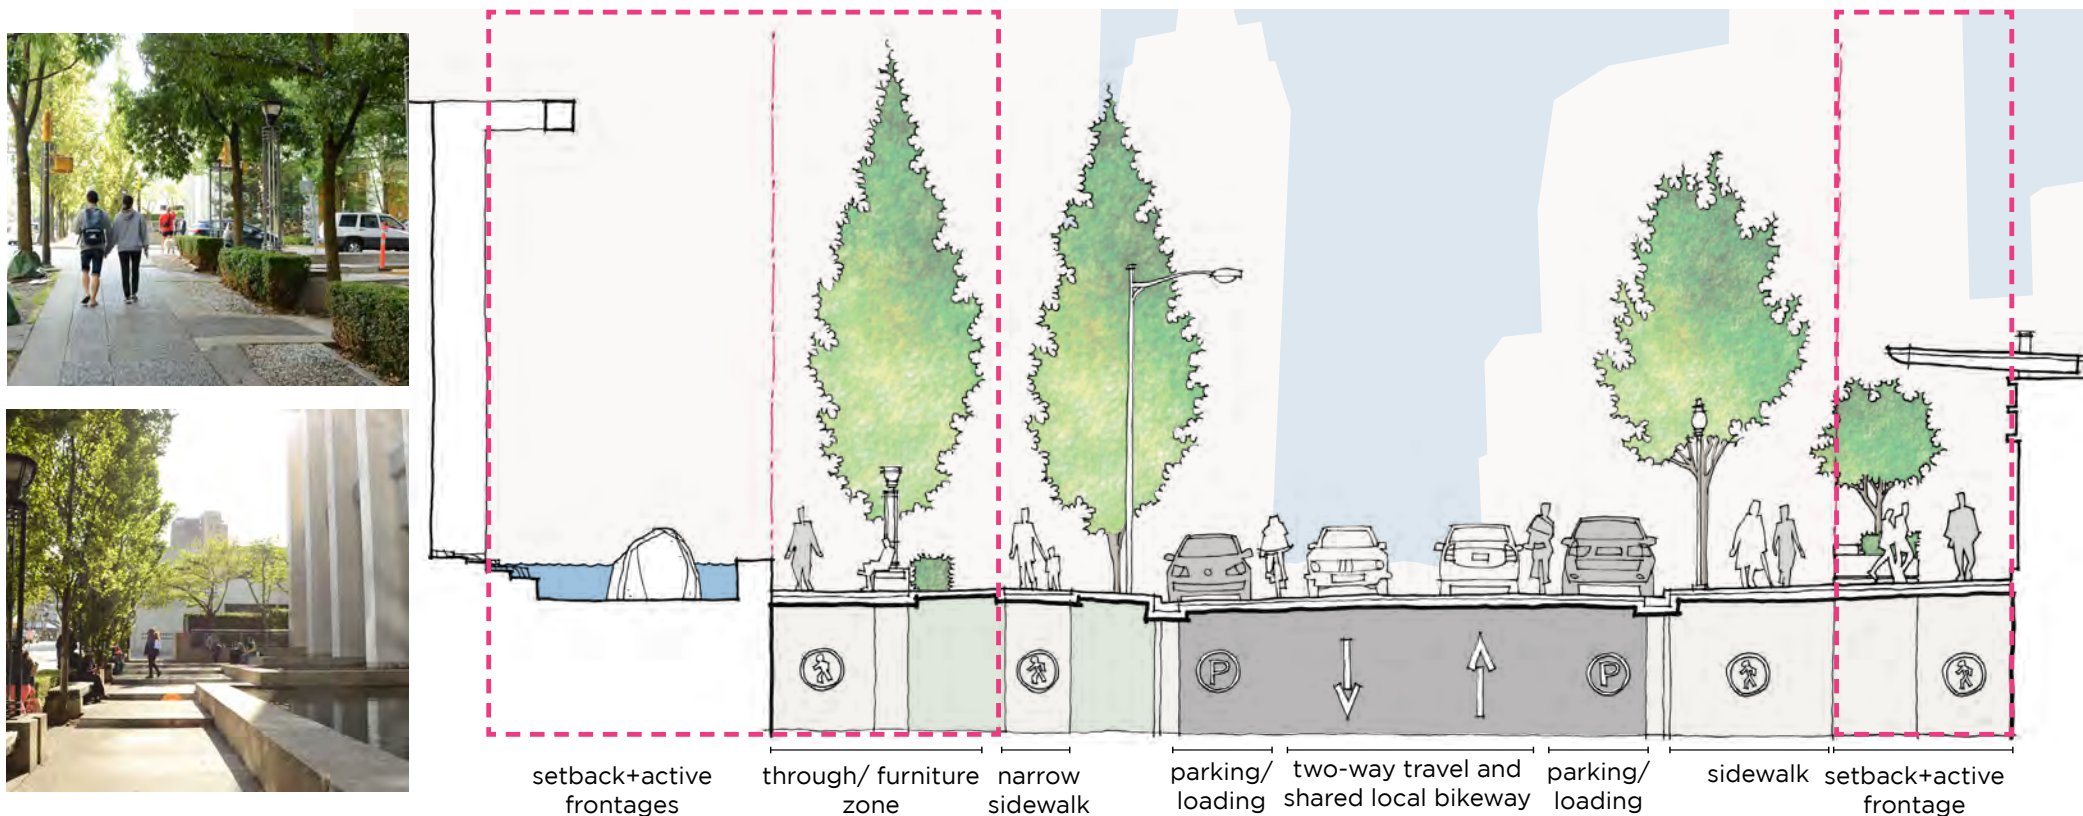 P
P
setback+active
frontages
through/ furniture
zone
narrow
sidewalk
parking/
loading
two-way travel and
shared local bikeway
parking/
loading
sidewalk
setback+active
frontage